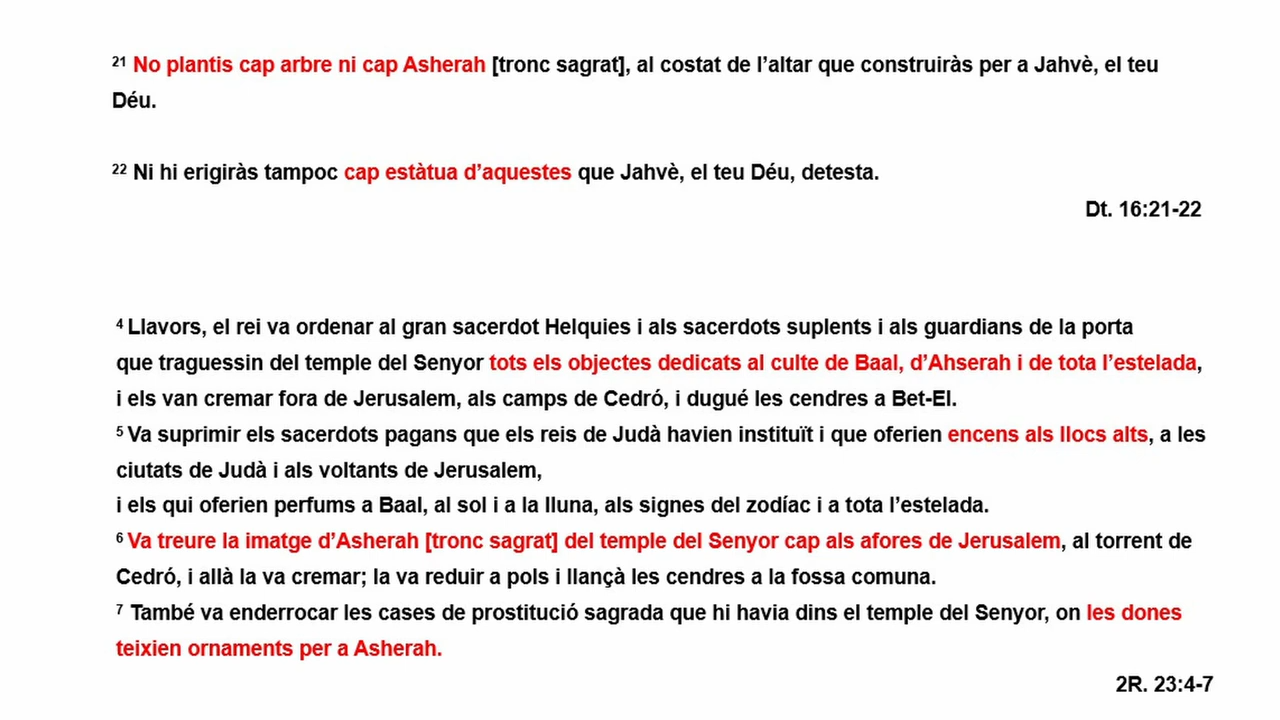 21 No plantis cap arbre ni cap Asherah [tronc sagrat], al costat de l’altar que construiràs per a Jahvè, el teu
Déu.
22 Ni hi erigiràs tampoc cap estàtua d’aquestes que Jahvè, el teu Déu, detesta.
Dt. 16:21-22
4 Llavors, el rei va ordenar al gran sacerdot Helquies i als sacerdots suplents i als guardians de la porta
que traguessin del temple del Senyor tots els objectes dedicats al culte de Baal, d’Ahserah i de tota l’estelada,
i els van cremar fora de Jerusalem, als camps de Cedró, i dugué les cendres a Bet-El.
5 Va suprimir els sacerdots pagans que els reis de Judà havien instituït i que oferien encens als llocs alts, a les
ciutats de Judà i als voltants de Jerusalem,
i els qui oferien perfums a Baal, al sol i a la lluna, als signes del zodíac i a tota l’estelada.
6 Va treure la imatge d’Asherah [tronc sagrat] del temple del Senyor cap als afores de Jerusalem, al torrent de
Cedró, i allà la va cremar; la va reduir a pols i llançà les cendres a la fossa comuna.
7 També va enderrocar les cases de prostitució sagrada que hi havia dins el temple del Senyor, on les dones
teixien ornaments per a Asherah.
2R. 23:4-7